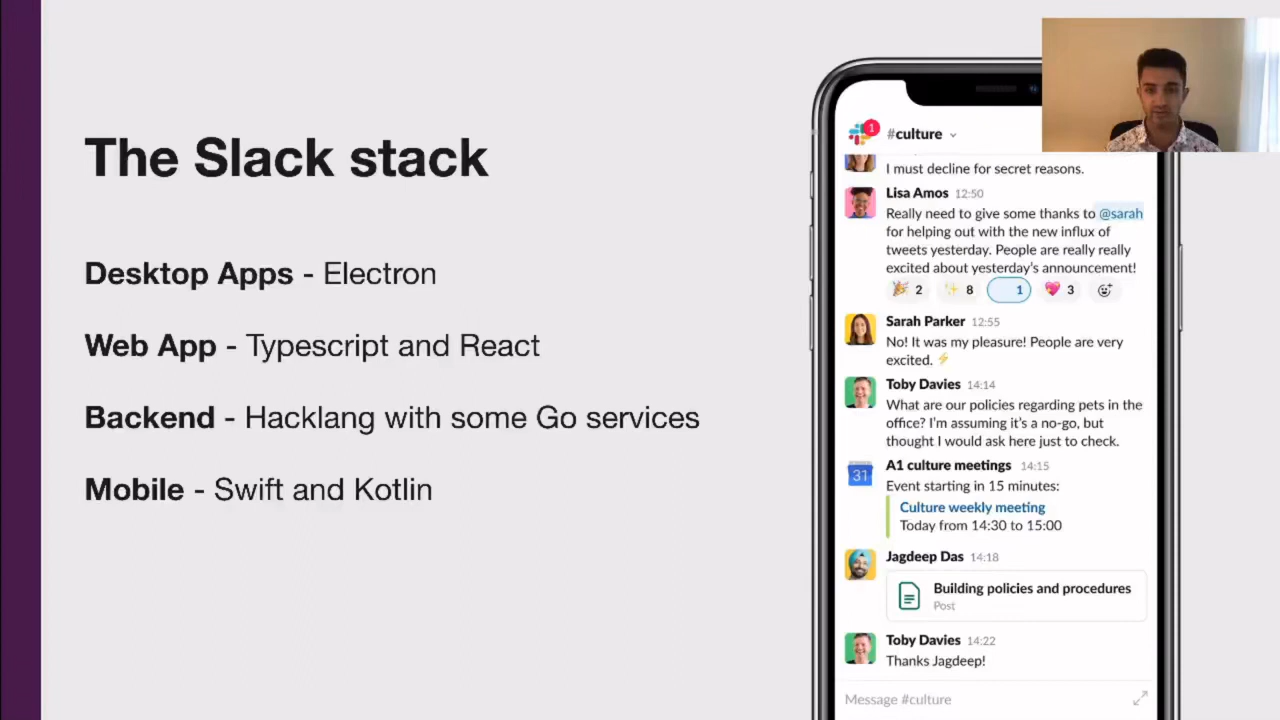 The Slack stack
Desktop Apps - Electron
Web App - Typescript and React
Backend - Hacklang with some Go services
Mobile - Swift and Kotlin
1
#culture
I must decline for secret reasons.
Lisa Amos 12:50
Really need to give some thanks to @sarah
for helping out with the new influx of
tweets yesterday. People are really really
excited about yesterday's announcement!
2 8 1 3
Sarah Parker 12:55
No! It was my pleasure! People are very
excited.
Toby Davies 14:14
What are our policies regarding pets in the
office? I'm assuming it's a no-go, but
thought I would ask here just to check.
31
A1 culture meetings 14:15
Event starting in 15 minutes:
Culture weekly meeting
Today from 14:30 to 15:00
Jagdeep Das 14:18
Building policies and procedures
Post
Toby Davies 14:22
Thanks Jagdeep!
Message #culture